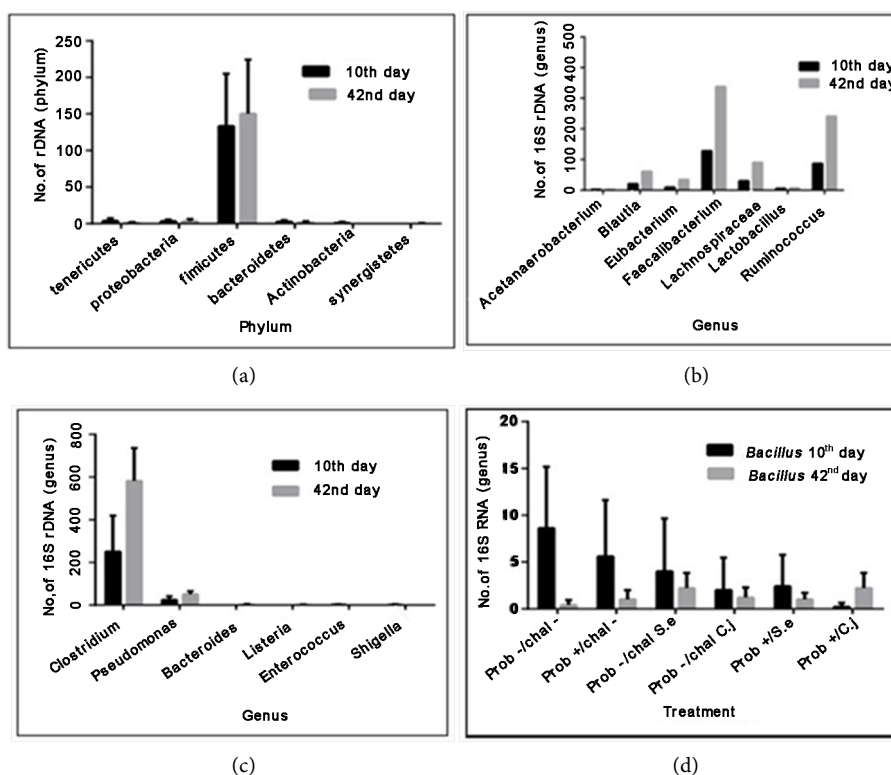 No.of rDNA (phylum)
250
200
150
100
50
0
10th day
42nd day
tenericutes
proteobacteria
fimicutes
bacteroidetes
Actinobacteria
synergistetes
Phylum
(a)
No.of 16S rDNA (genus)
500
400
300
200
100
0
10th day
42nd day
Acetanaerobacterium
Blautia
Eubacterium
Faecalibacterium
Lachnospiraceae
Lactobacillus
Ruminococcus
Genus
(b)
No,of 16S rDNA (genus)
800
600
400
200
0
10th day
42nd day
Clostridium
Pseudomones
Bacteroides
Listeria
Enterococcus
Shigella
Genus
(c)
No.of 16S RNA (genus)
20
15
10
5
0
Bacillus 10th day
Bacillus 42nd day
Prob -/chal -
Prob +/chal -
Prob -/chal S.e
Prob -/chal C.j
Prob +/S.e
Prob +/C.j
Treatment
(d)